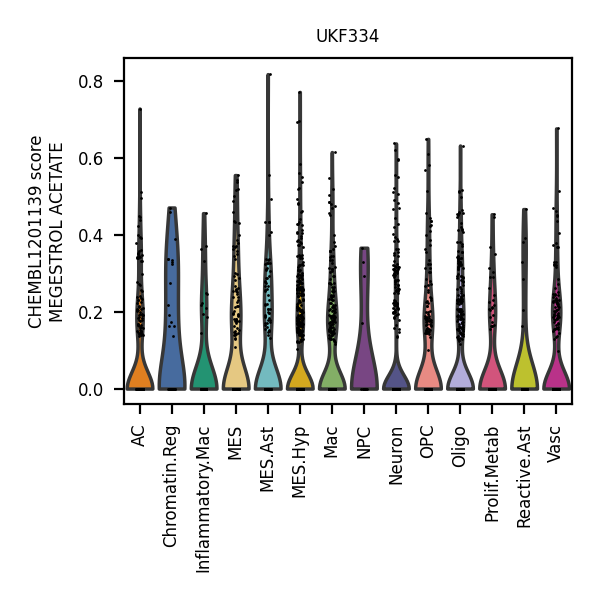 UKF334
CHEMBL1201139 score
MEGESTROL ACETATE
0.8
0.6
0.4
0.2
0.0
AC
Chromatin.Reg
Inflammatory.Mac
MES
MES.Ast
MES.Hyp
Mac
NPC
Neuron
OPC
Oligo
Prolif.Metab
Reactive.Ast
Vasc